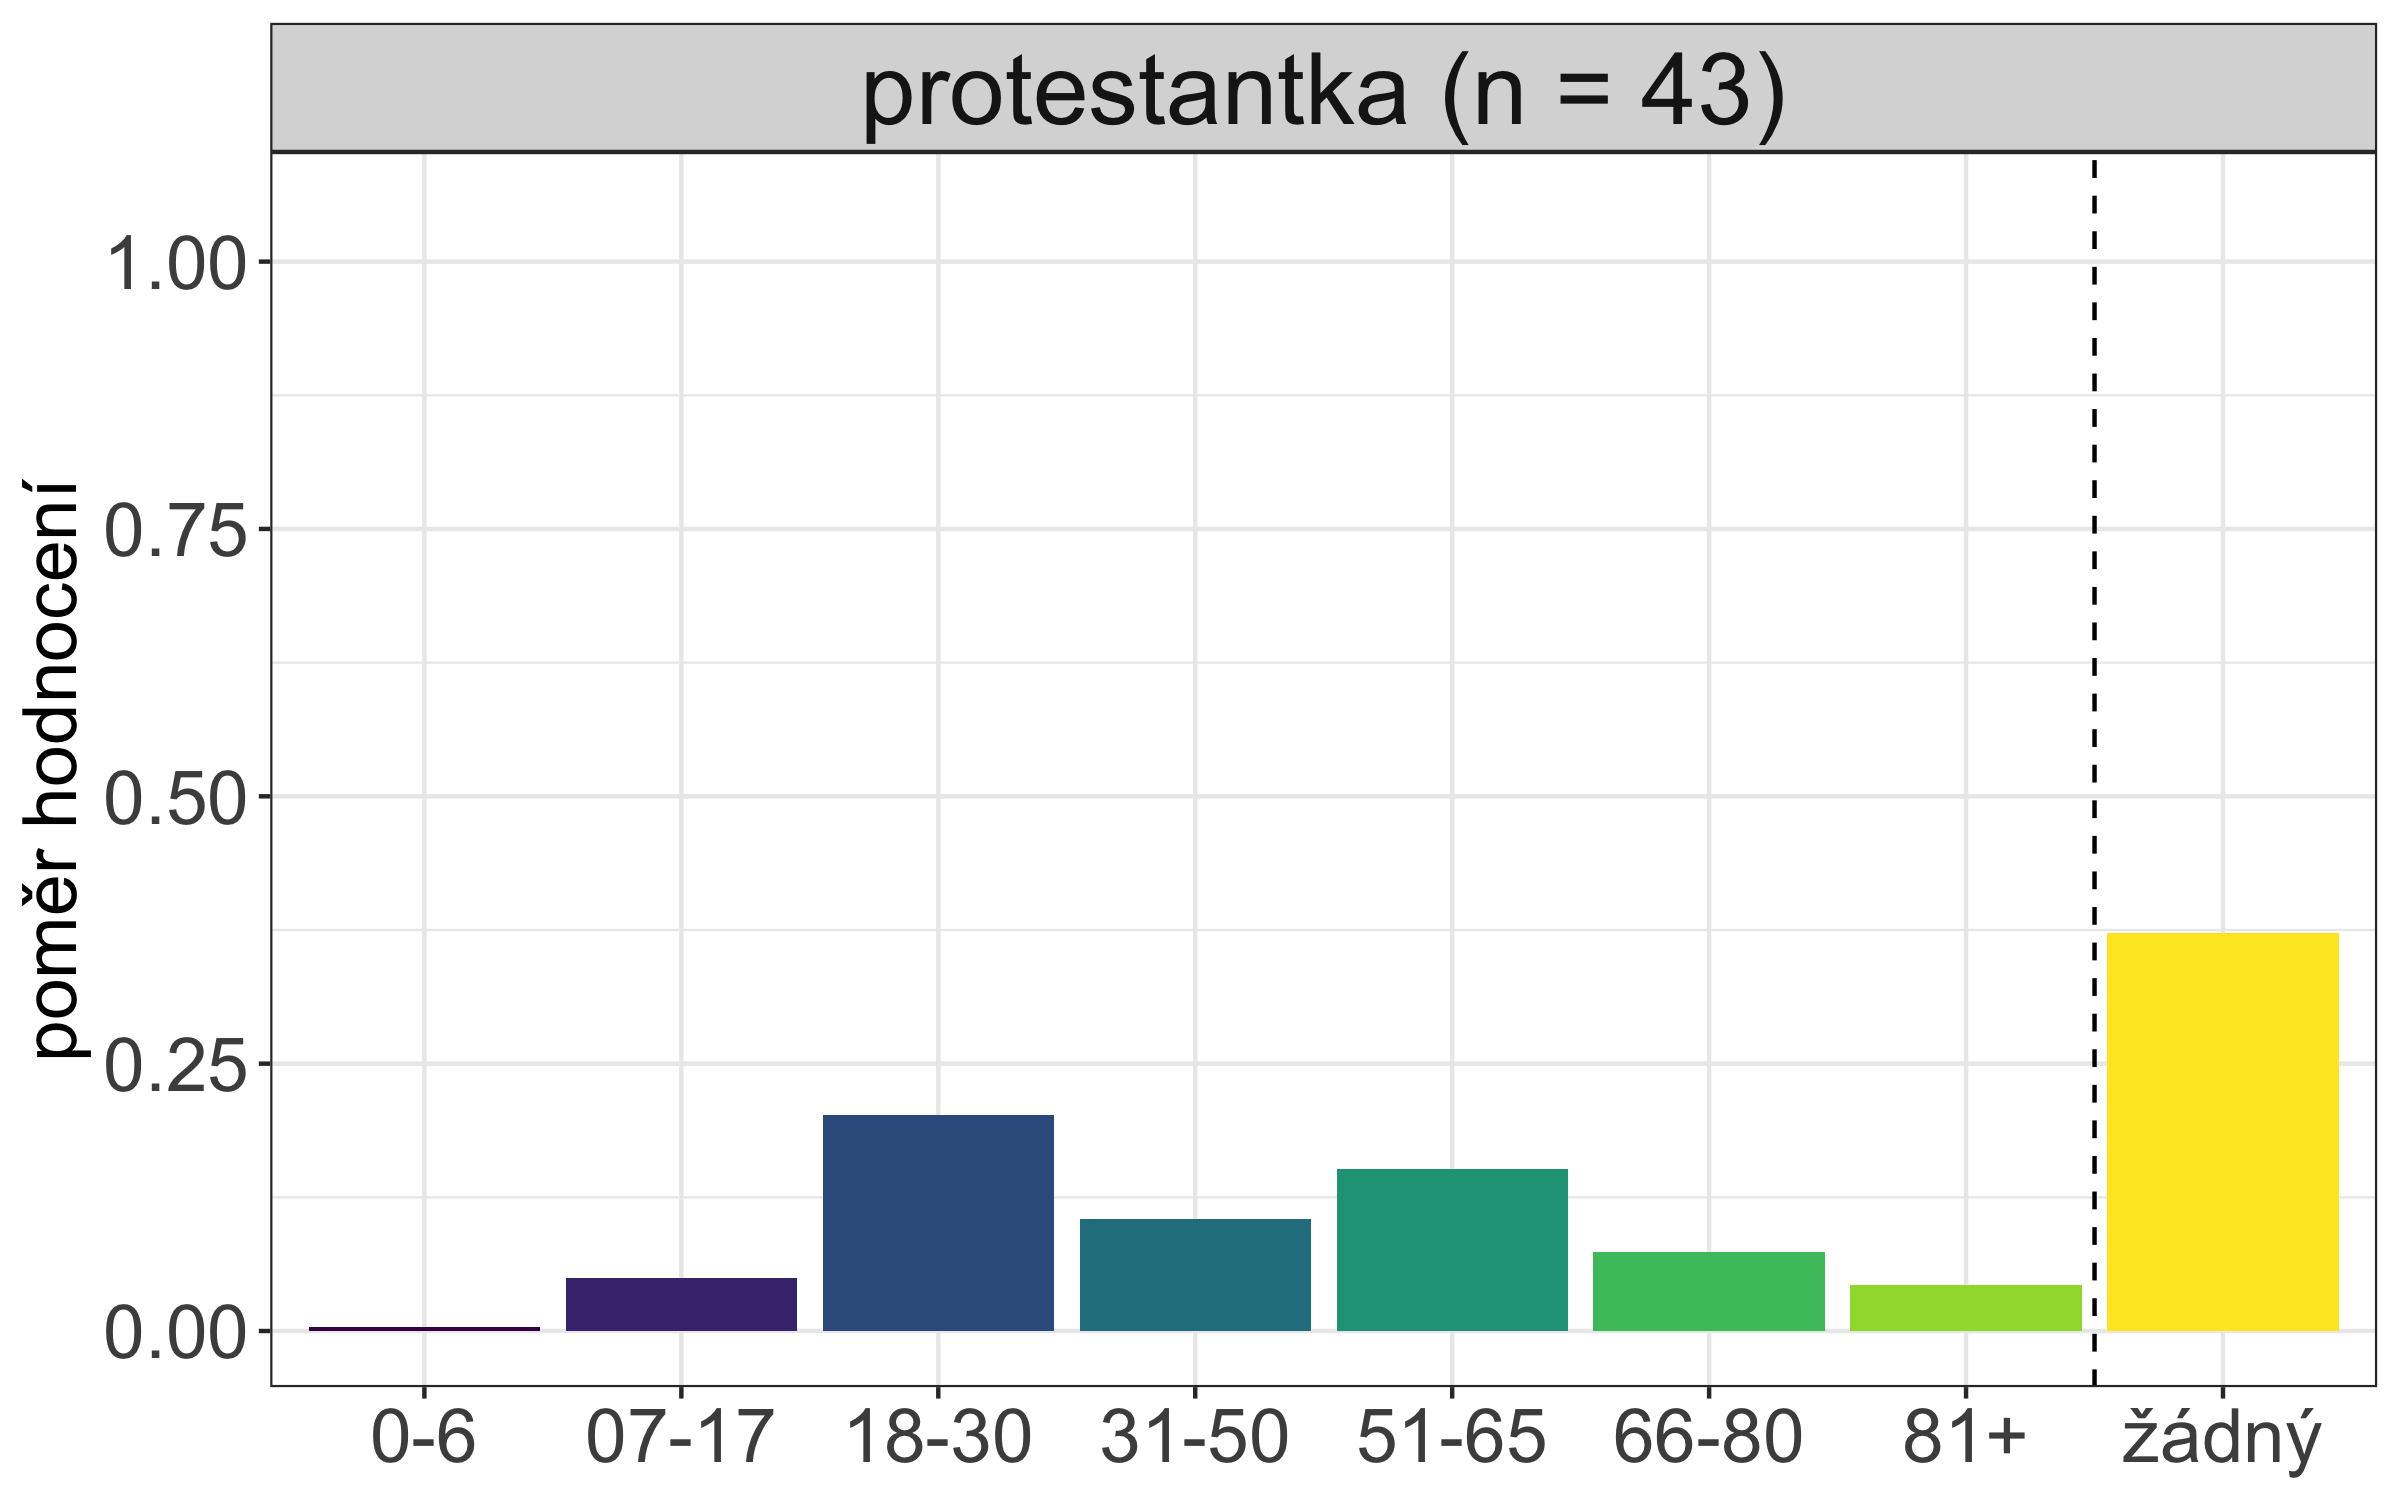 protestantka (n = 43)
poměr hodnocení
1.00
0.75
0.50
0.25
0.00
0-6 07-17 18-30 31-50 51-65 66-80 81+ žádný